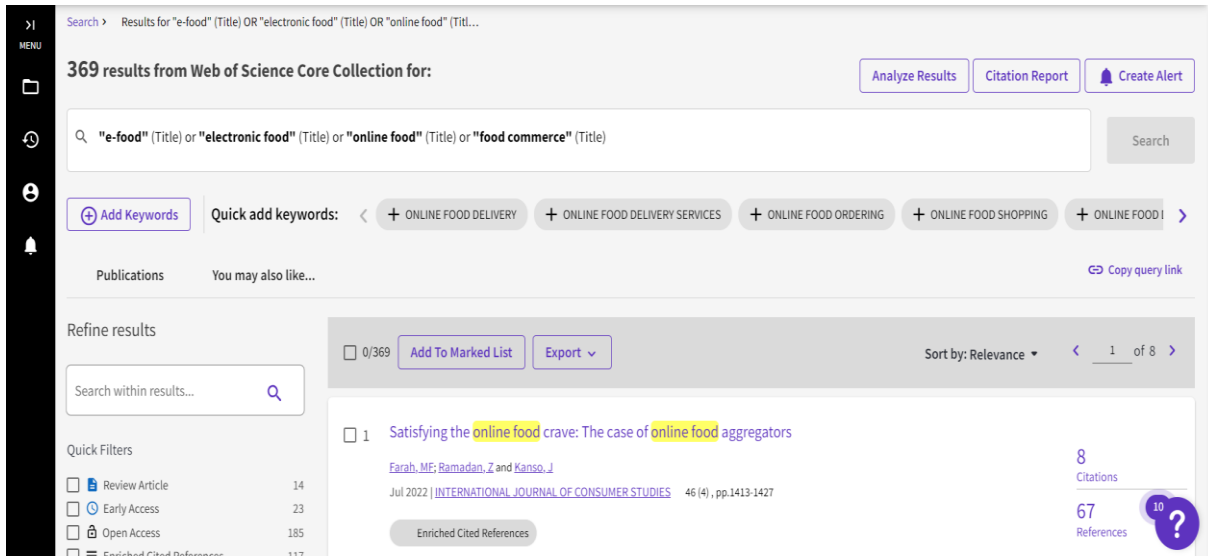 MENU
Search > Results for "e-food" (Title) OR "electronic food" (Title) OR "online food" (Titl...
369 results from Web of Science Core Collection for:
Analyze Results
Citation Report
Create Alert
"e-food" (Title) or "electronic food" (Title) or "online food" (Title) or "food commerce" (Title)
Search
Add Keywords
Quick add keywords:
+ ONLINE FOOD DELIVERY
+ ONLINE FOOD DELIVERY SERVICES
+ ONLINE FOOD ORDERING
+ ONLINE FOOD SHOPPING
+ ONLINE FOOD
Publications
You may also like...
Copy query link
Refine results
0/369
Add To Marked List
Export
Sort by: Relevance
1 of 8
Search within results...
Quick Filters
Review Article 14
Early Access 23
Open Access 185
Enriched Cited References 117
1
Satisfying the online food crave: The case of online food aggregators
Farah, MF; Ramadan, Z and Kanso, J
Jul 2022 | INTERNATIONAL JOURNAL OF CONSUMER STUDIES 46 (4) , pp.1413-1427
Enriched Cited References
8
Citations
67
References
10
?